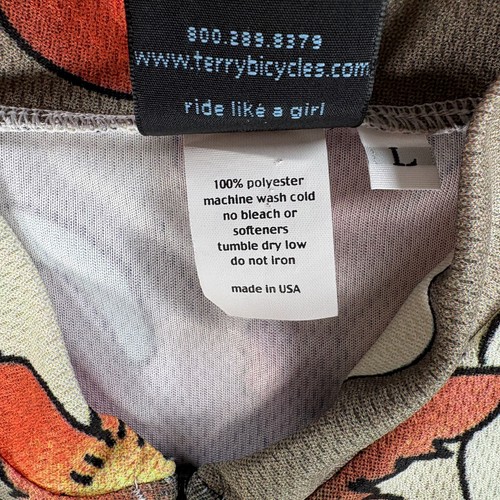 800.289.8379
www.terrybicycles.com
ride like a girl
L
100% polyester
machine wash cold
no bleach or
softeners
tumble dry low
do not iron
made in USA